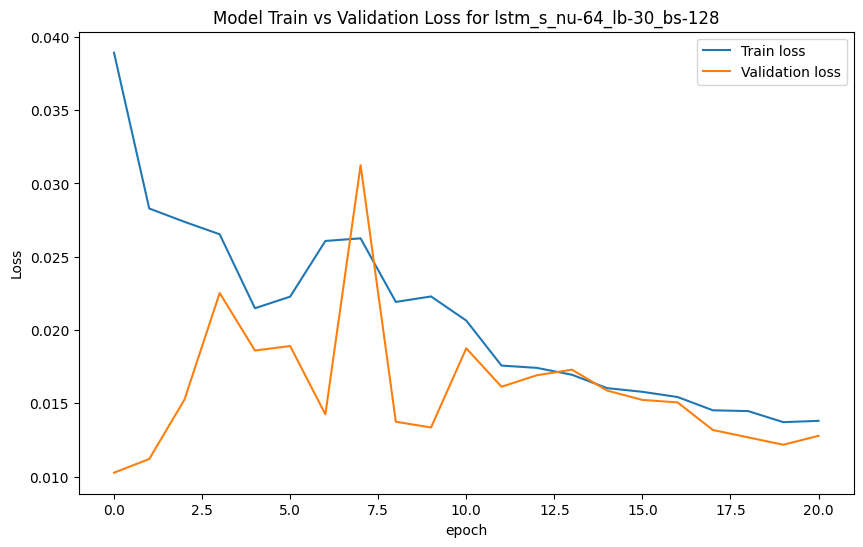 Model Train vs Validation Loss for lstm_s_nu-64_lb-30_bs-128
Train loss
Validation loss
Loss
0.040
0.035
0.030
0.025
0.020
0.015
0.010
0.0 2.5 5.0 7.5 10.0 12.5 15.0 17.5 20.0
epoch